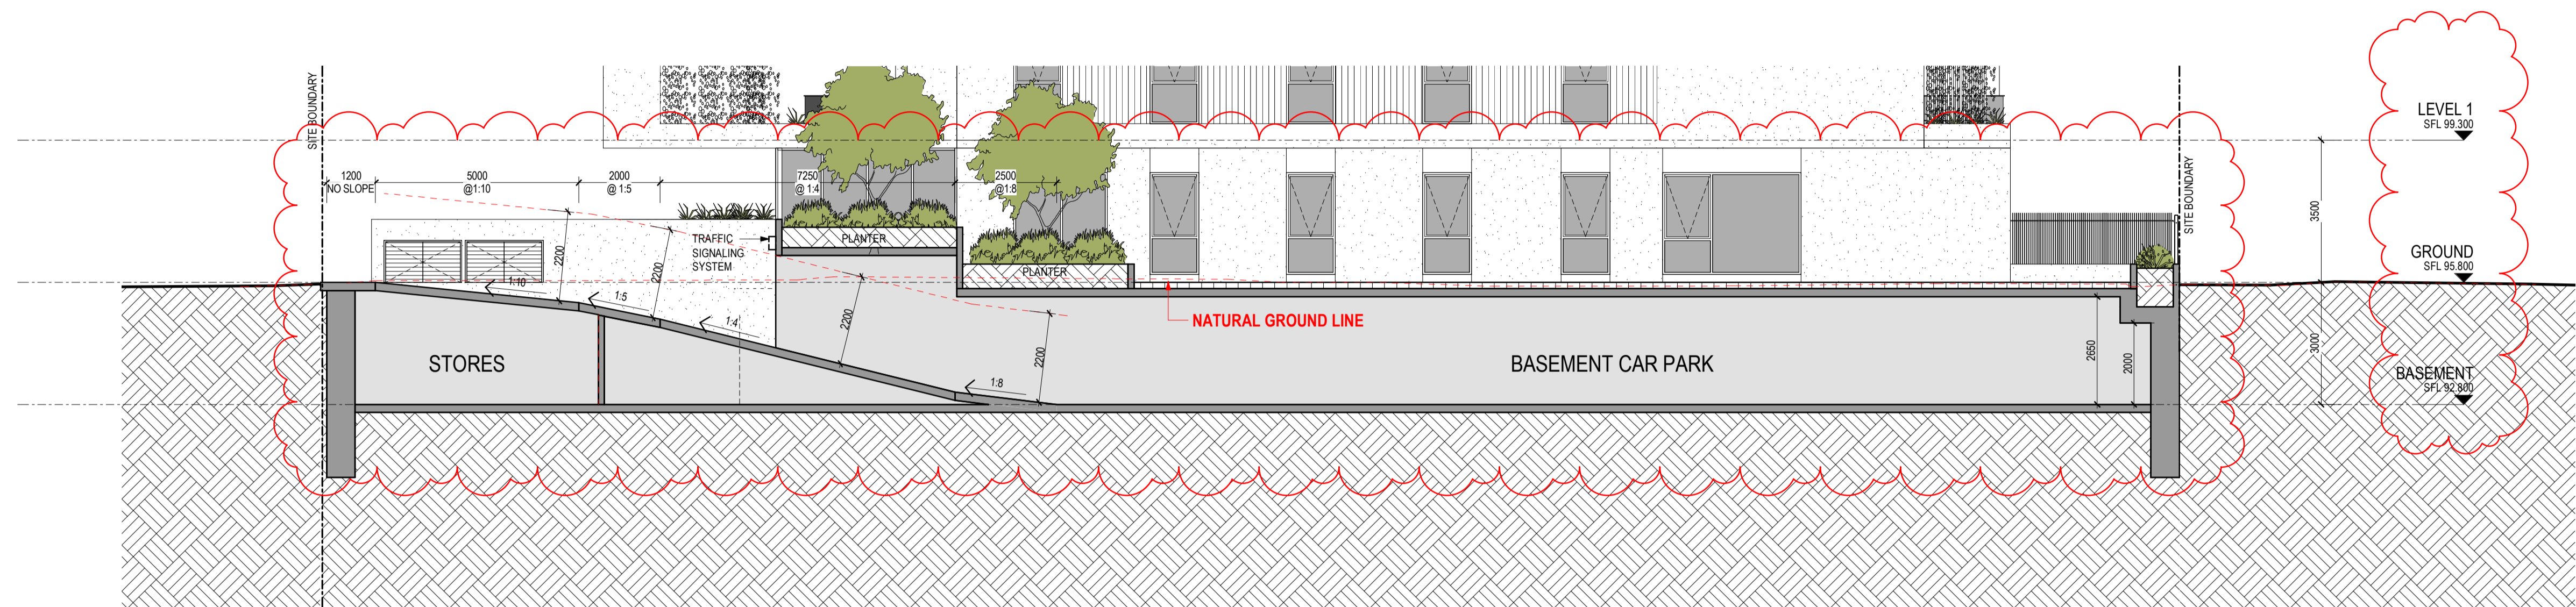 SITE BOUNDARY
1200
NO SLOPE
5000
@1:10
2000
@ 1:5
7250
@ 1:4
2500
@1:8
LEVEL 1
SFL 99.300
SITE BOUNDARY
3500
TRAFFIC
SIGNALING
SYSTEM
PLANTER
PLANTER
2200
2200
2200
2200
1:10
1:5
1:4
1:8
GROUND
SFL 95.800
NATURAL GROUND LINE
STORES
BASEMENT CAR PARK
2650
2000
3000
BASEMENT
SFL 92.800